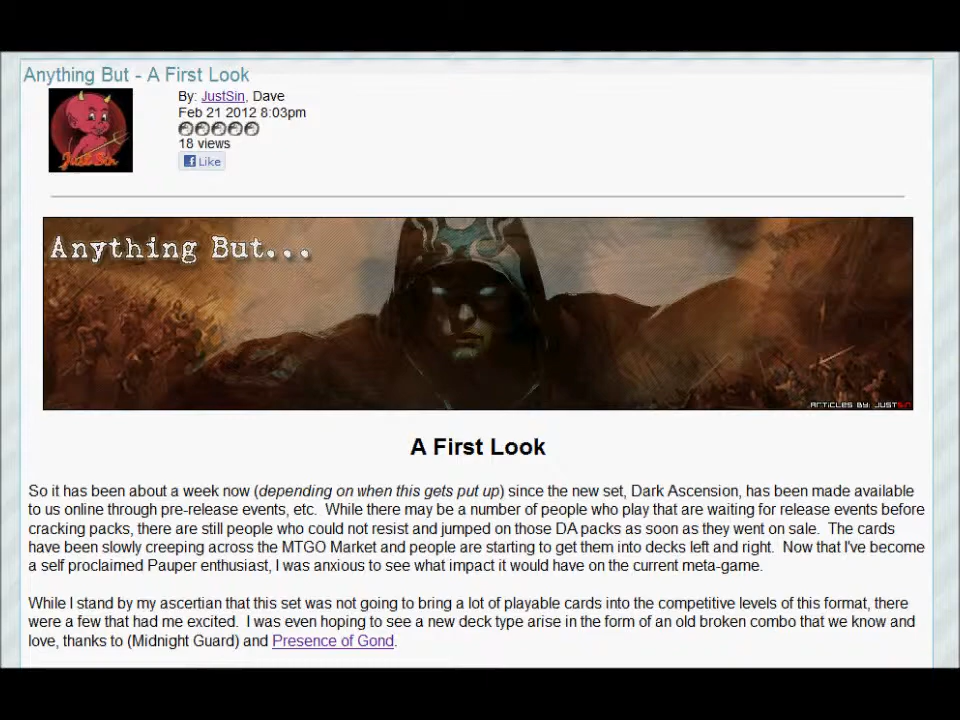 Anything But - A First Look
By: JustSin, Dave
Feb 21 2012 8:03pm
18 views
Like
Just Sin
Anything But...
ARTICLES BY: JUSTSIN
A First Look
So it has been about a week now (depending on when this gets put up) since the new set, Dark Ascension, has been made available
to us online through pre-release events, etc.  While there may be a number of people who play that are waiting for release events before
cracking packs, there are still people who could not resist and jumped on those DA packs as soon as they went on sale.  The cards
have been slowly creeping across the MTGO Market and people are starting to get them into decks left and right.  Now that I've become
a self proclaimed Pauper enthusiast, I was anxious to see what impact it would have on the current meta-game.
While I stand by my ascertian that this set was not going to bring a lot of playable cards into the competitive levels of this format, there
were a few that had me excited.  I was even hoping to see a new deck type arise in the form of an old broken combo that we know and
love, thanks to (Midnight Guard) and Presence of Gond.